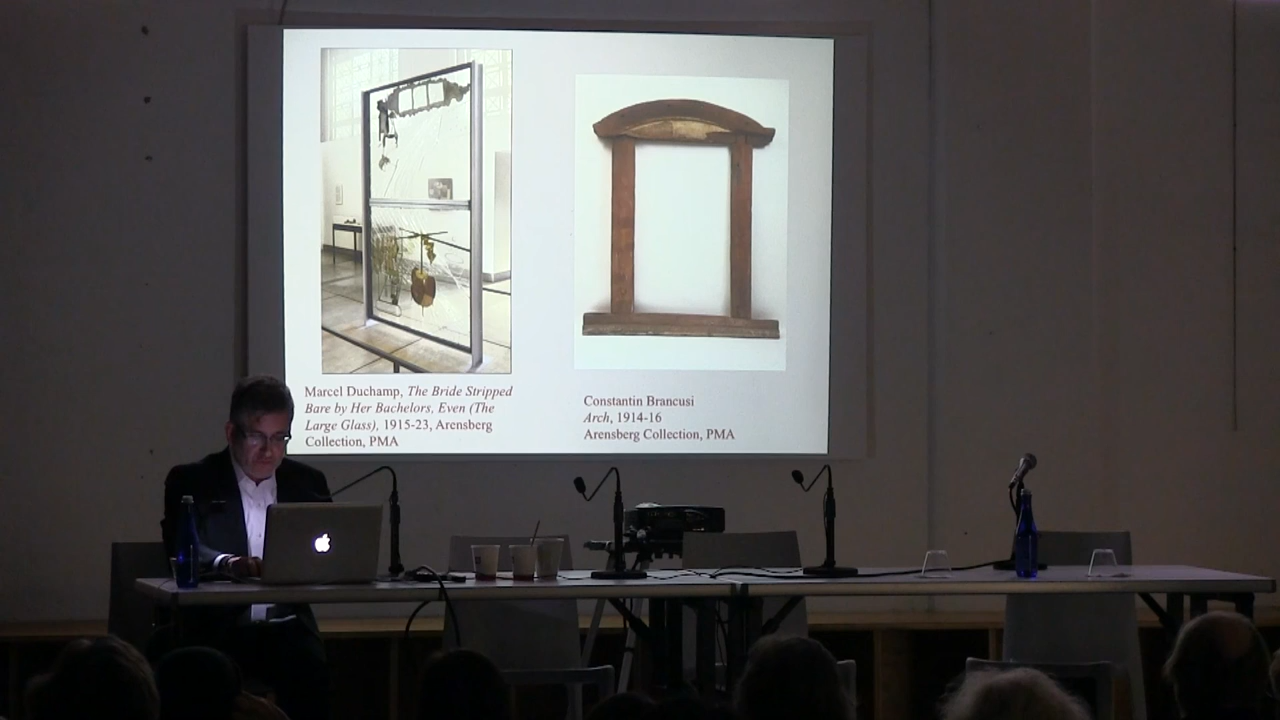 Marcel Duchamp, The Bride Stripped
Bare by Her Bachelors, Even (The
Large Glass), 1915-23, Arensberg
Collection, PMA
Constantin Brancusi
Arch, 1914-16
Arensberg Collection, PMA